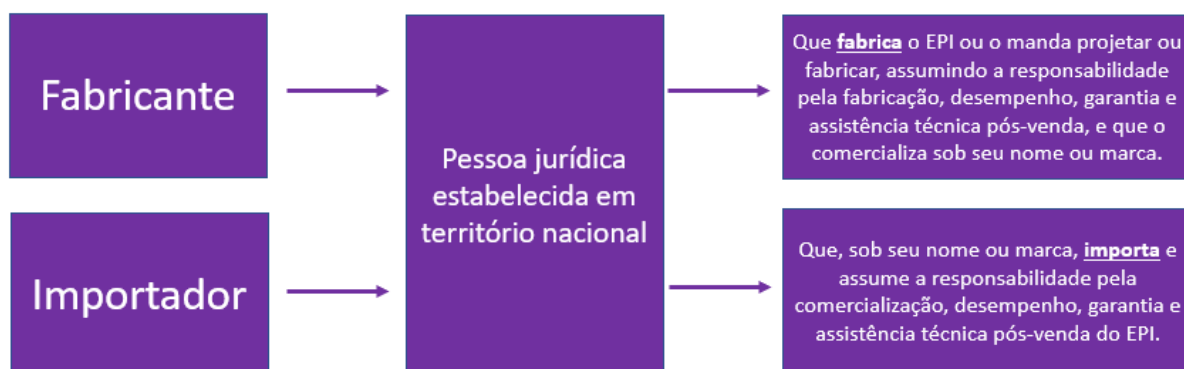 Fabricante
Importador
Pessoa jurídica
estabelecida em
território nacional
Que fabrica o EPI ou o manda projetar ou
fabricar, assumindo a responsabilidade
pela fabricação, desempenho, garantia e
assistência técnica pós-venda, e que o
comercializa sob seu nome ou marca.
Que, sob seu nome ou marca, importa e
assume a responsabilidade pela
comercialização, desempenho, garantia e
assistência técnica pós-venda do EPI.